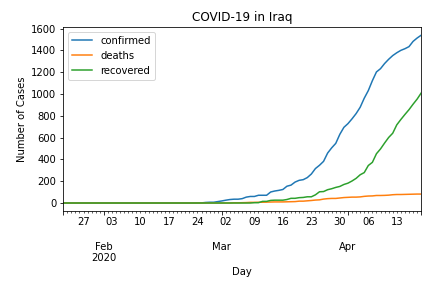 COVID-19 in Iraq
1600
1400
1200
1000
800
600
400
200
0
Number of Cases
confirmed
deaths
recovered
27 03 10 17 24 02 09 16 23 30 06 13
Feb Mar Apr
2020
Day